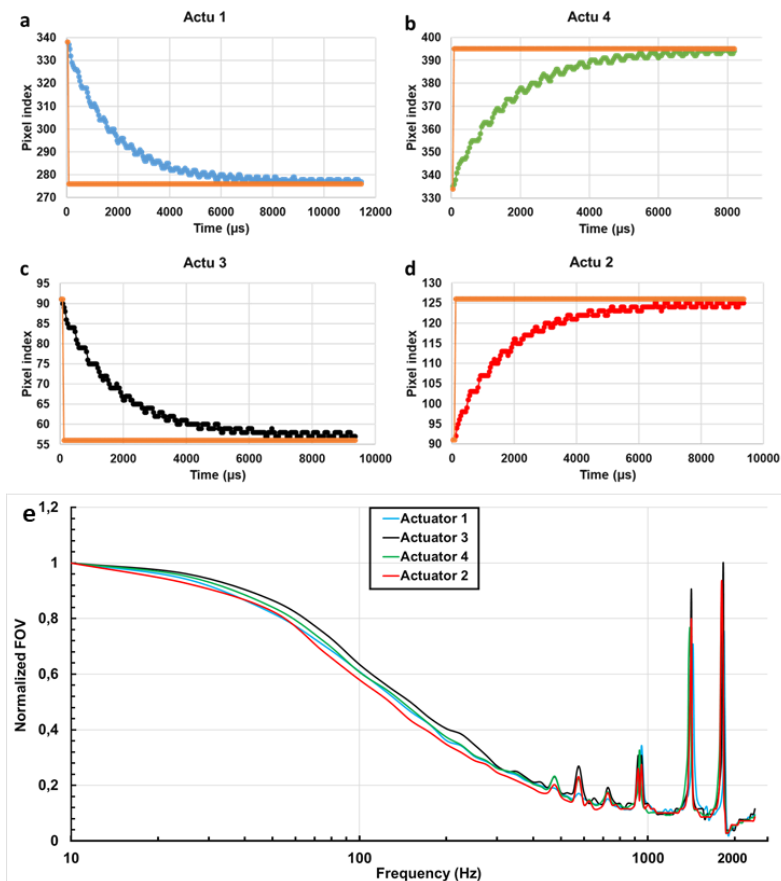 a
Actu 1
340
330
320
310
300
290
280
270
0 2000 4000 6000 8000 10000 12000
Pixel index
Time (µs)
b
Actu 4
400
390
380
370
360
350
340
330
0 2000 4000 6000 8000
Pixel index
Time (µs)
c
Actu 3
95
90
85
80
75
70
65
60
55
0 2000 4000 6000 8000 10000
Pixel index
Time (µs)
d
Actu 2
130
125
120
115
110
105
100
95
90
0 2000 4000 6000 8000 10000
Pixel index
Time (µs)
e
1,2
1
0,8
0,6
0,4
0,2
0
Normalized FOV
Actuator 1
Actuator 3
Actuator 4
Actuator 2
10 100 1000 2000
Frequency (Hz)